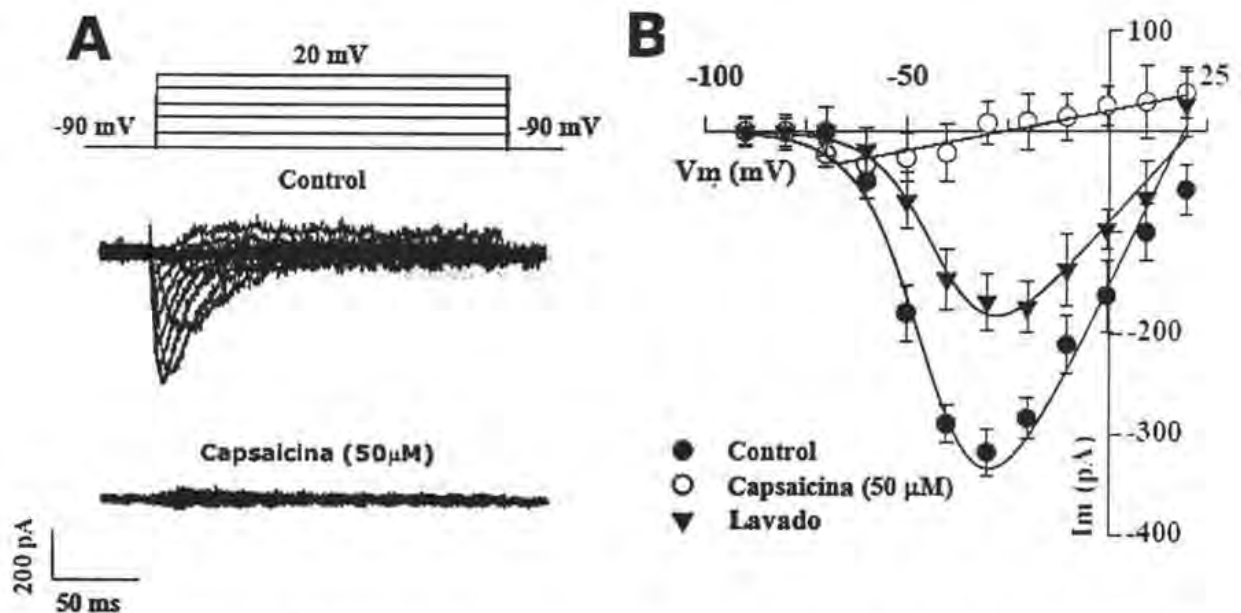 A
20 mV
-90 mV
-90 mV
Control
Capsaicina (50µM)
200 pA
50 ms
B
100
-100
-50
25
Vm (mV)
-200
-300
-400
Im (pA)
Control
Capsaicina (50 µM)
Lavado